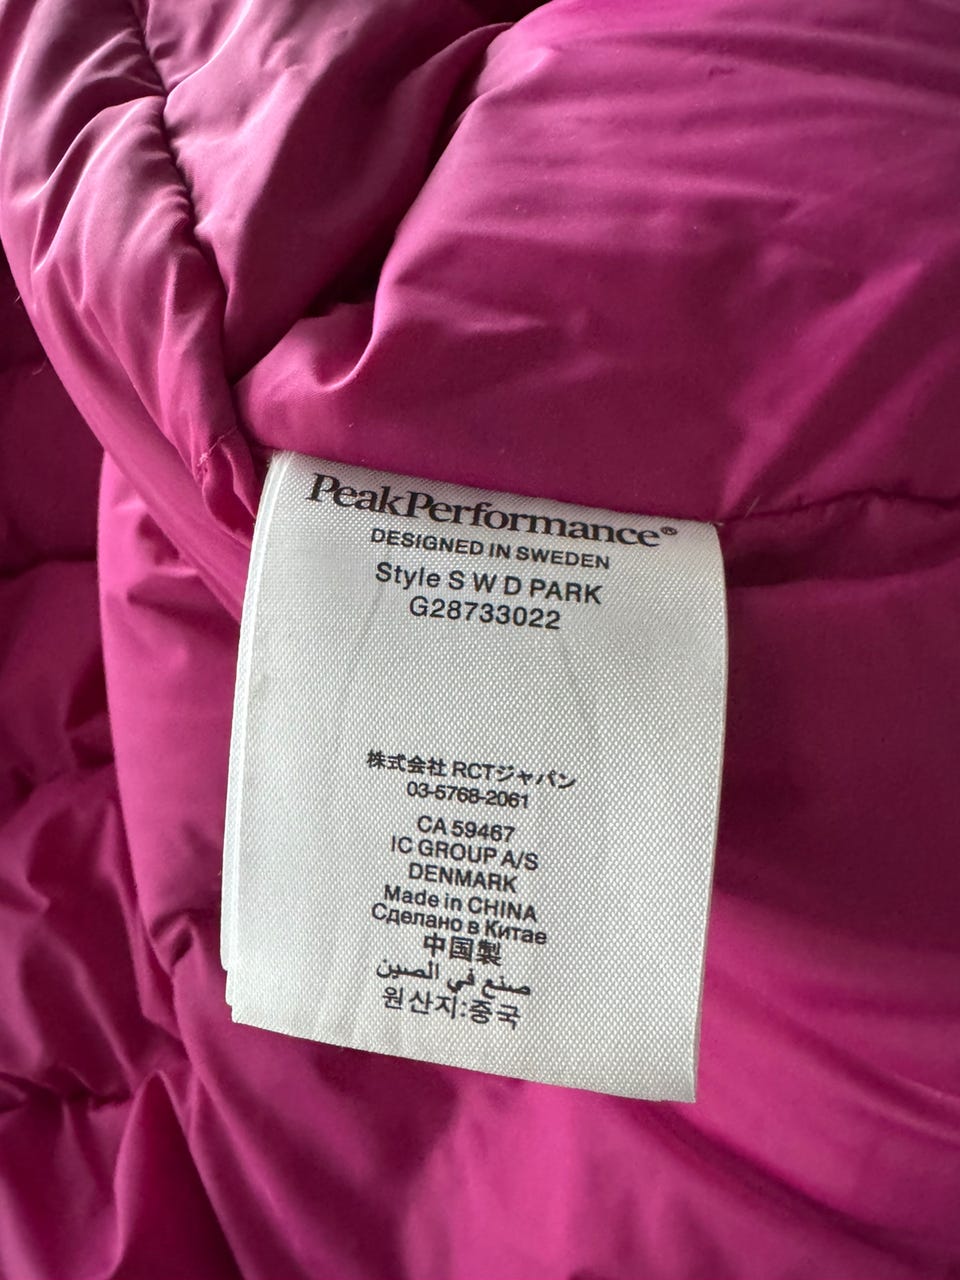 PeakPerformance®
DESIGNED IN SWEDEN
Style S W D PARK
G28733022
株式会社 RCTジャパン
03-5768-2061
CA 59467
IC GROUP A/S
DENMARK
Made in CHINA
Сделано в Китае
中国製
صنع في الصين
원산지:중국